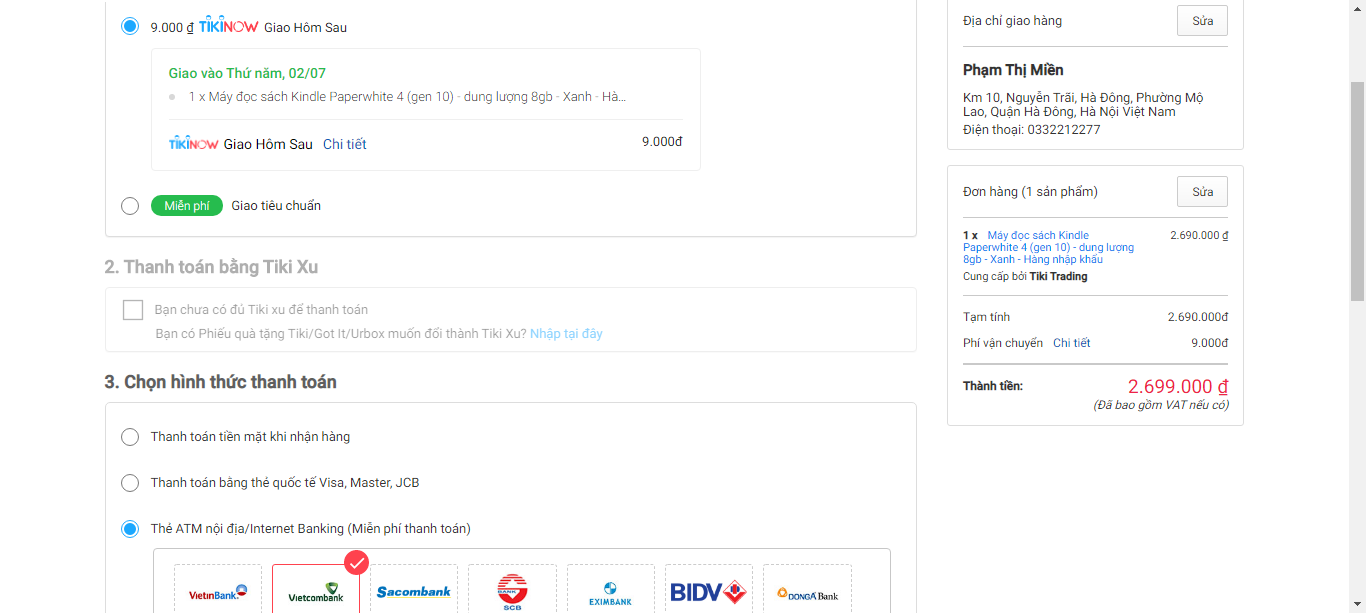 9.000 ₫ TIKINOW Giao Hôm Sau
Giao vào Thứ năm, 02/07
1 x Máy đọc sách Kindle Paperwhite 4 (gen 10) - dung lượng 8gb - Xanh - Hà...
TIKINOW Giao Hôm Sau Chi tiết 9.000đ
Miễn phí Giao tiêu chuẩn
2. Thanh toán bằng Tiki Xu
Bạn chưa có đủ Tiki xu để thanh toán
Bạn có Phiếu quà tặng Tiki/Got It/Urbox muốn đổi thành Tiki Xu? Nhập tại đây
3. Chọn hình thức thanh toán
Thanh toán tiền mặt khi nhận hàng
Thanh toán bằng thẻ quốc tế Visa, Master, JCB
Thẻ ATM nội địa/Internet Banking (Miễn phí thanh toán)
VietinBank
Vietcombank
Sacombank
SCB
EXIMBANK
BIDV
DONGA Bank
Địa chỉ giao hàng Sửa
Phạm Thị Miền
Km 10, Nguyễn Trãi, Hà Đông, Phường Mộ
Lao, Quận Hà Đông, Hà Nội Việt Nam
Điện thoại: 0332212277
Đơn hàng (1 sản phẩm) Sửa
1 x Máy đọc sách Kindle 2.690.000 ₫
Paperwhite 4 (gen 10) - dung lượng
8gb - Xanh - Hàng nhập khẩu
Cung cấp bởi Tiki Trading
Tạm tính 2.690.000đ
Phí vận chuyển Chi tiết 9.000đ
Thành tiền: 2.699.000 ₫
(Đã bao gồm VAT nếu có)